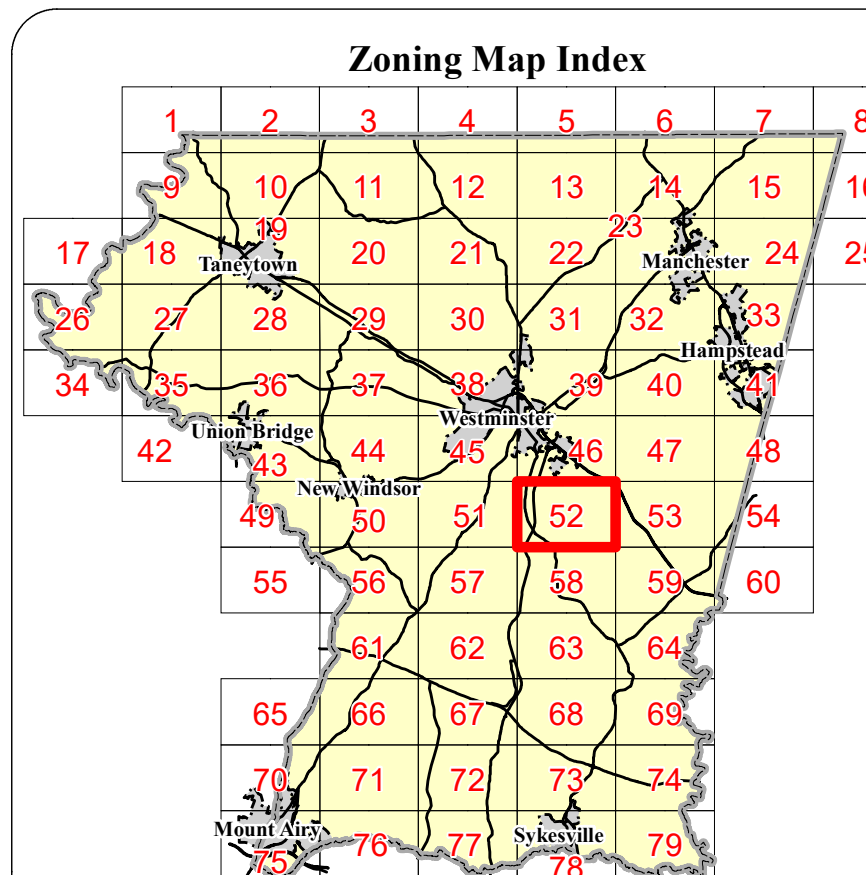 Zoning Map Index
1 2 3 4 5 6 7 8
9 10 11 12 13 14 15 16
17 18 19 20 21 22 23 24 25
Taneytown Manchester
26 27 28 29 30 31 32 33
Hampstead
34 35 36 37 38 39 40 41
Westminster
Union Bridge
42 43 44 45 46 47 48
New Windsor
49 50 51 52 53 54
55 56 57 58 59 60
61 62 63 64
65 66 67 68 69
70 71 72 73 74
Mount Airy Sykesville
75 76 77 78 79